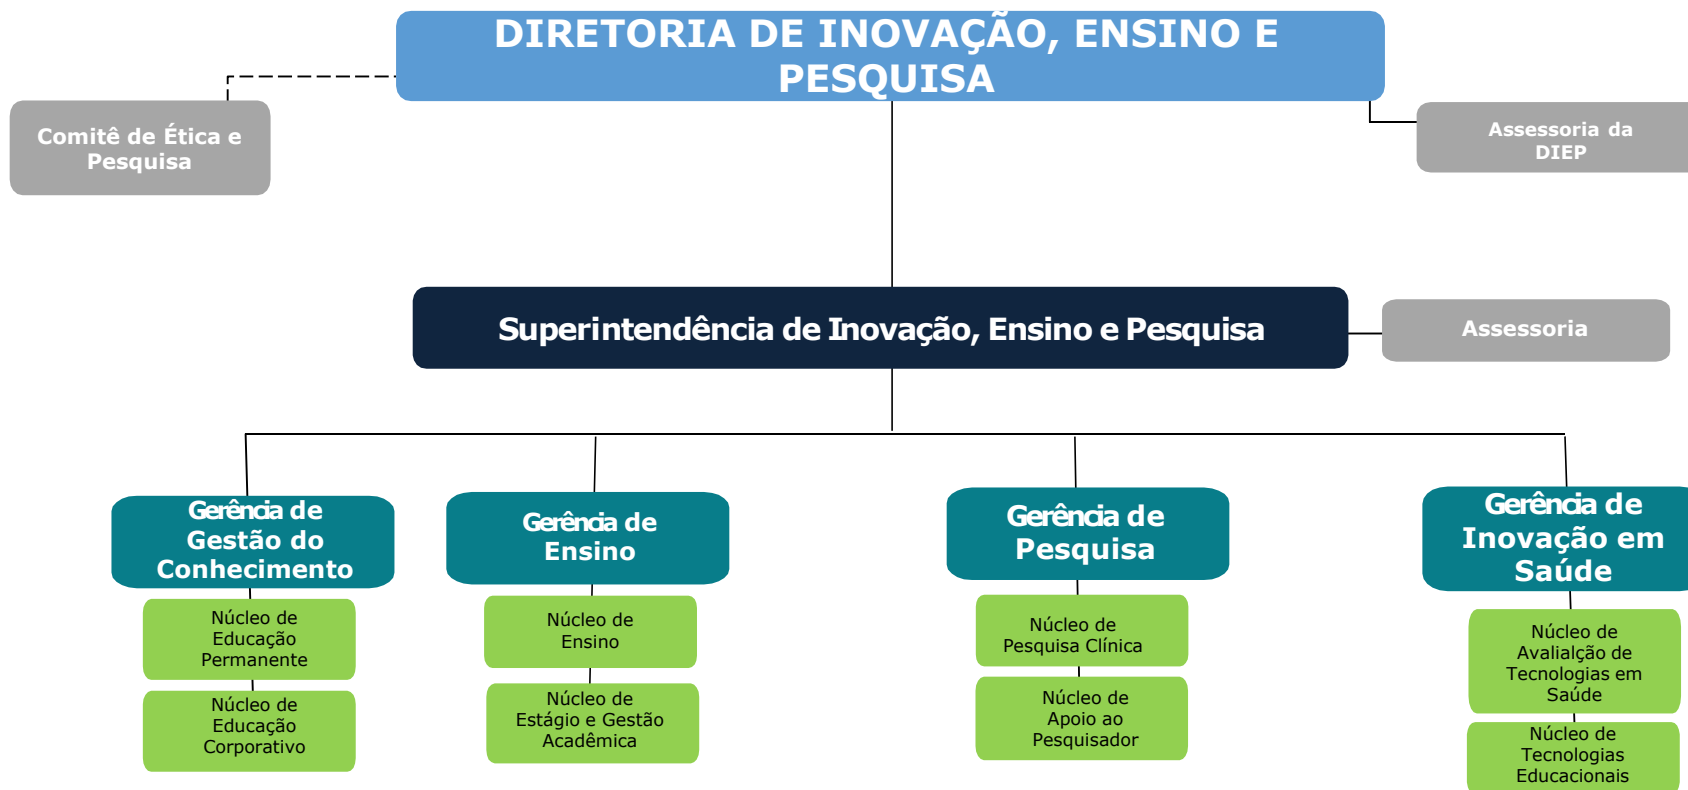 DIRETORIA DE INOVAÇÃO, ENSINO E
PESQUISA
Comitê de Ética e
Pesquisa
Assessoria da
DIEP
Superintendência de Inovação, Ensino e Pesquisa
Assessoria
Gerência de
Gestão do
Conhecimento
Gerência de
Ensino
Gerência de
Pesquisa
Gerência de
Inovação em
Saúde
Núcleo de
Educação
Permanente
Núcleo de
Ensino
Núcleo de
Pesquisa Clínica
Núcleo de
Avalialção de
Tecnologias em
Saúde
Núcleo de
Educação
Corporativo
Núcleo de
Estágio e Gestão
Acadêmica
Núcleo de
Apoio ao
Pesquisador
Núcleo de
Tecnologias
Educacionais